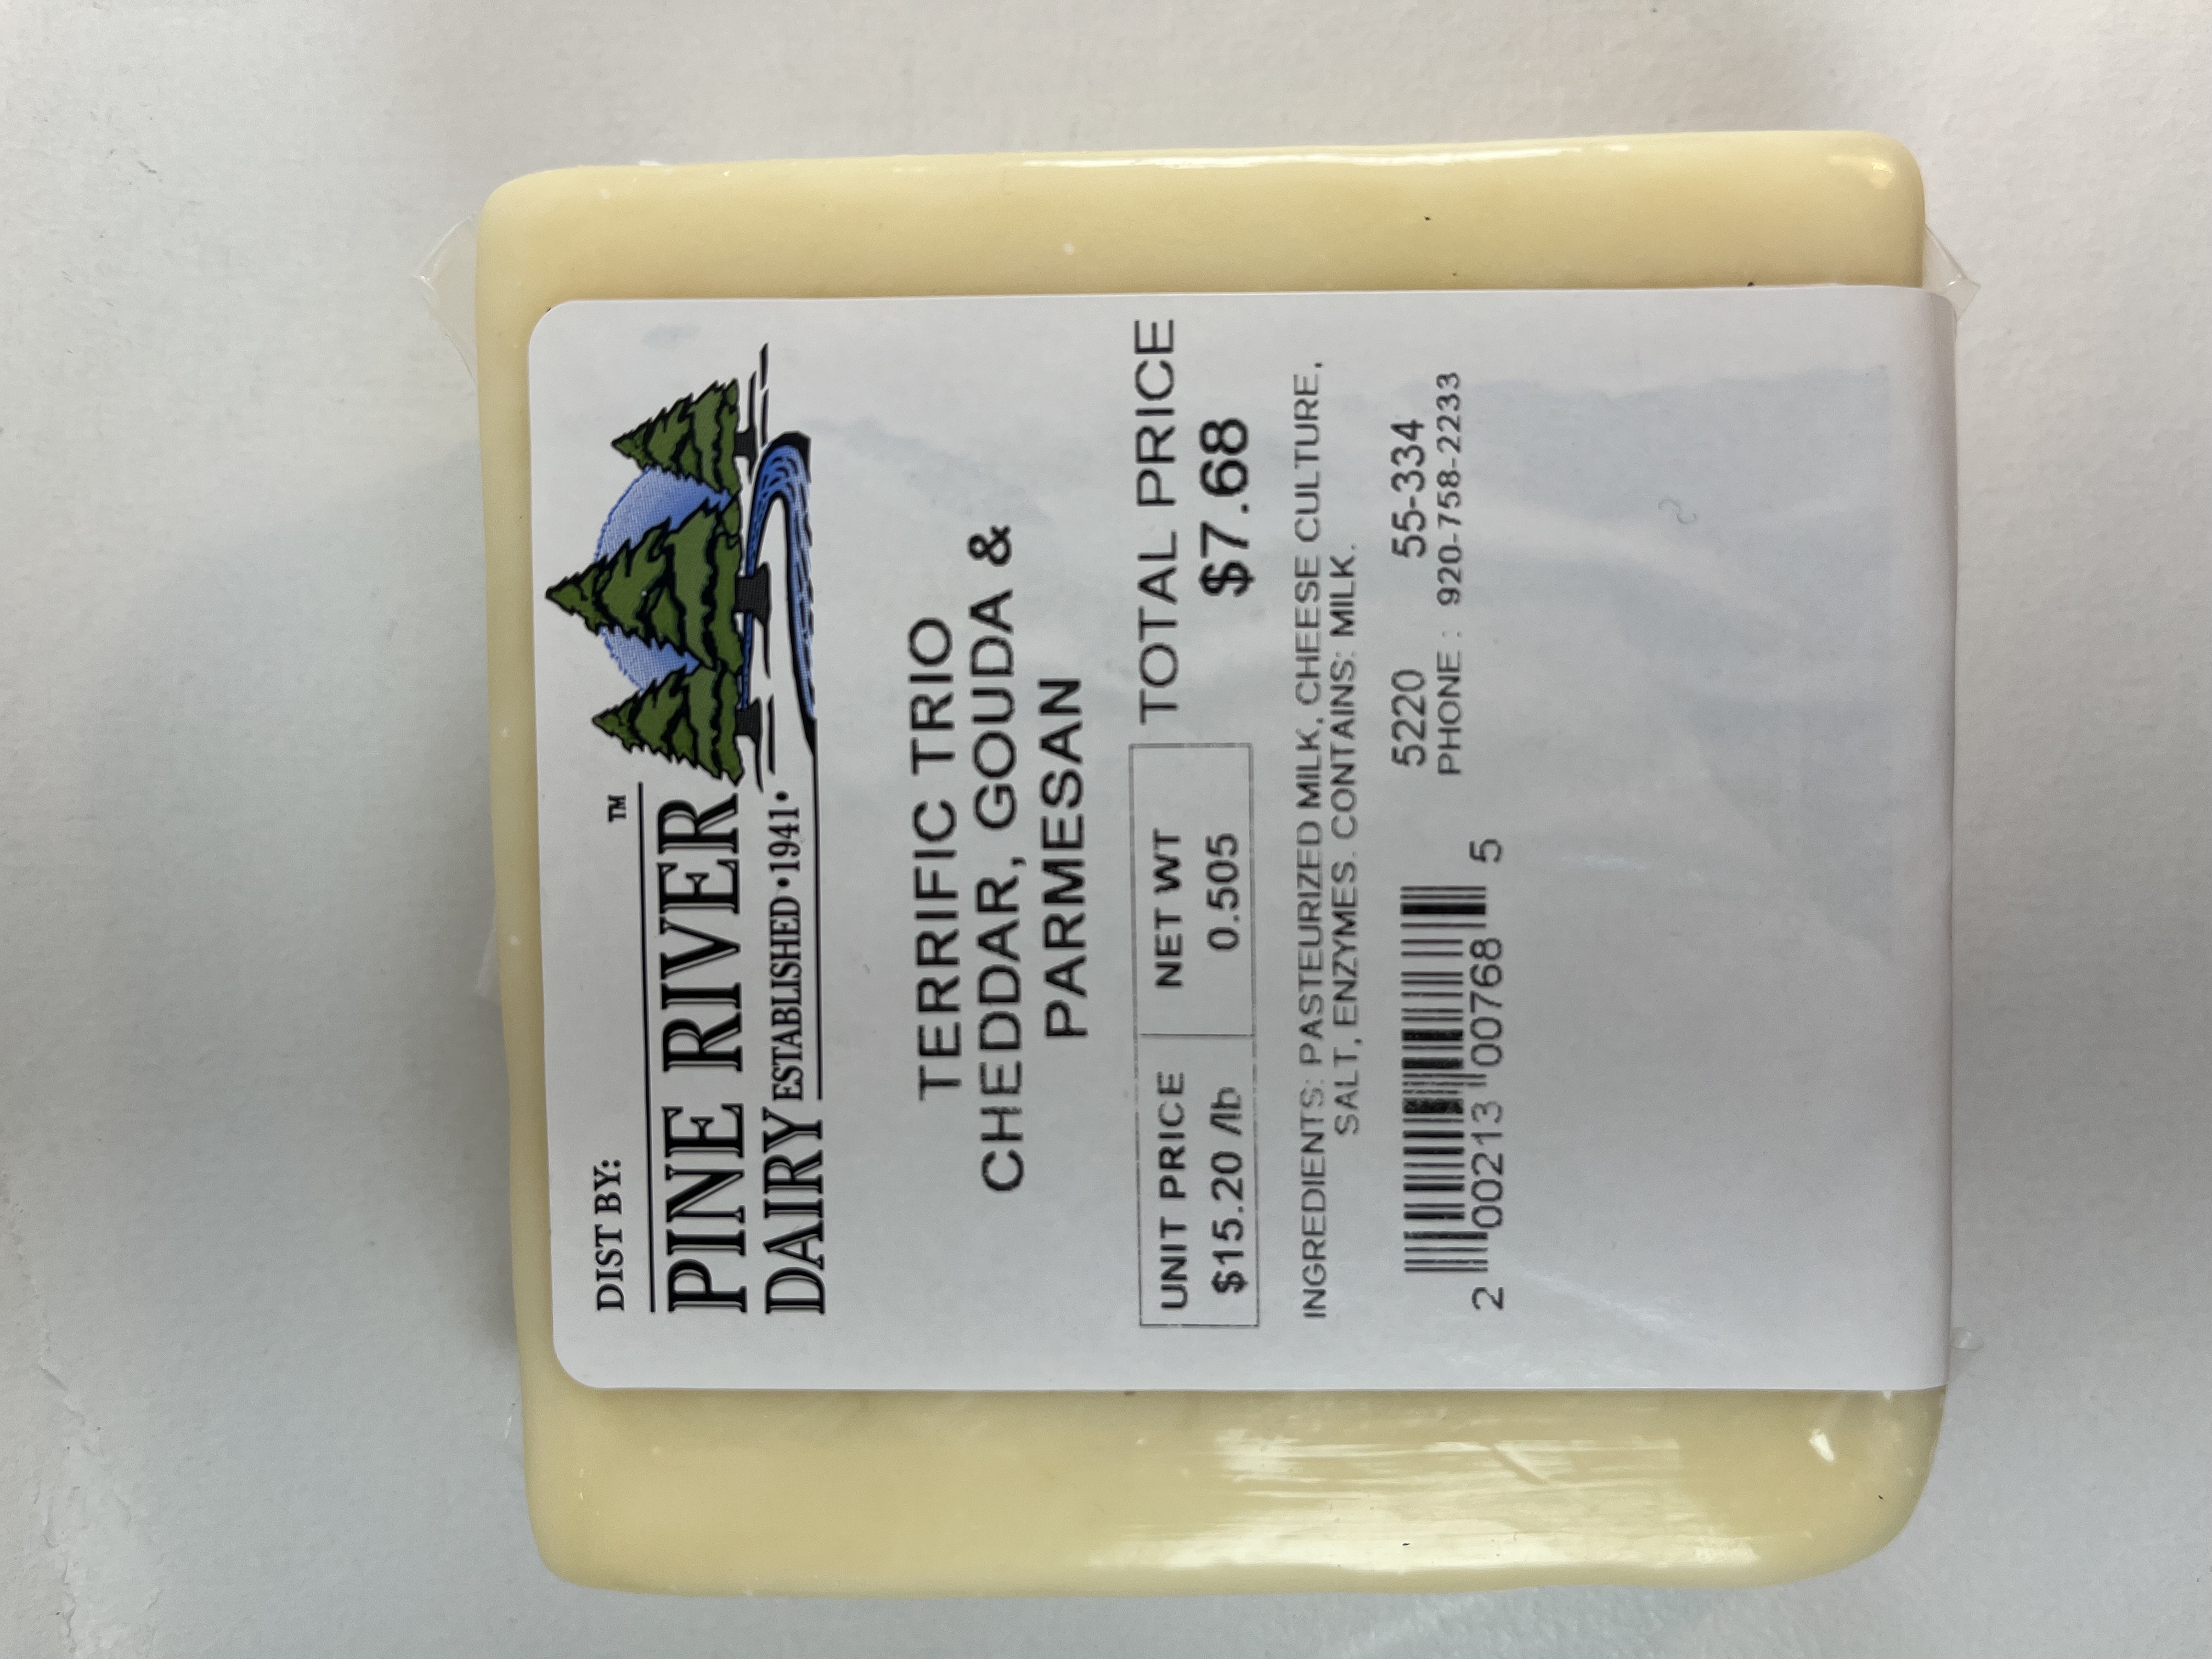 DIST BY:
PINE RIVER™
DAIRY ESTABLISHED•1941•
TERRIFIC TRIO
CHEDDAR, GOUDA &
PARMESAN
UNIT PRICE NET WT TOTAL PRICE
$15.20 /lb 0.505 $7.68
INGREDIENTS: PASTEURIZED MILK, CHEESE CULTURE,
SALT, ENZYMES. CONTAINS: MILK.
5220 55-334
PHONE : 920-758-2233
2 00213 00768 5